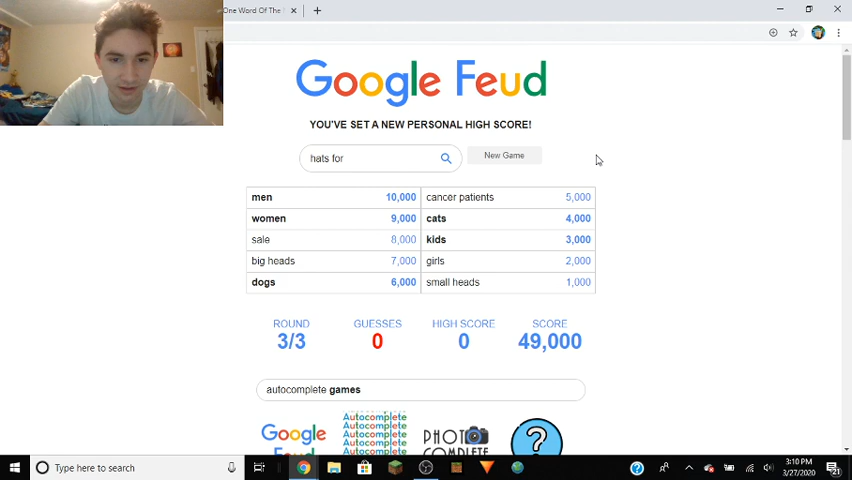 One Word Of The
Google Feud
YOU'VE SET A NEW PERSONAL HIGH SCORE!
hats for
New Game
men 10,000 cancer patients 5,000
women 9,000 cats 4,000
sale 8,000 kids 3,000
big heads 7,000 girls 2,000
dogs 6,000 small heads 1,000
ROUND GUESSES HIGH SCORE SCORE
3/3 0 0 49,000
autocomplete games
Autocomplete
Autocomplete
Autocomplete
Autocomplete
Google
Feud
PHOTO
COMPLETE
?
Type here to search
3:10 PM
3/27/2020
21